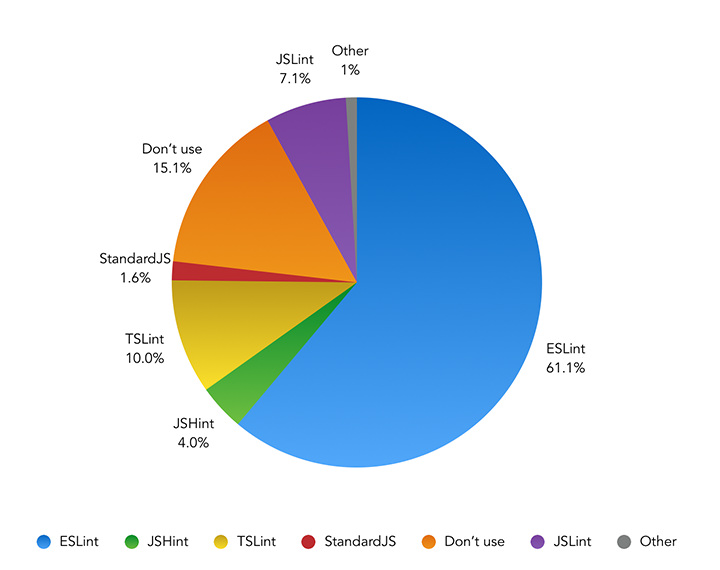 Other
1%
JSLint
7.1%
Don’t use
15.1%
StandardJS
1.6%
TSLint
10.0%
ESLint
61.1%
JSHint
4.0%
ESLint JSHint TSLint StandardJS Don’t use JSLint Other